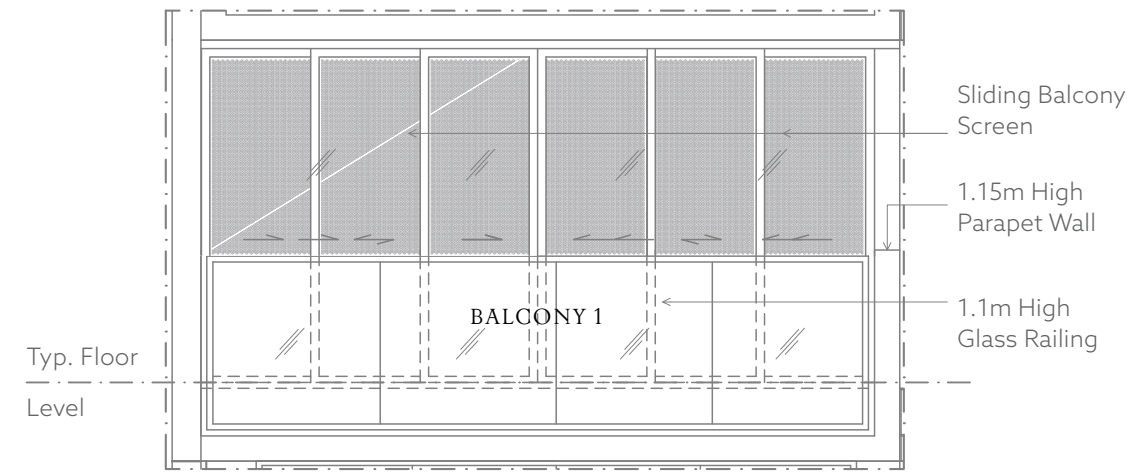 Sliding Balcony
Screen
1.15m High
Parapet Wall
1.1m High
Glass Railing
BALCONY 1
Typ. Floor
Level